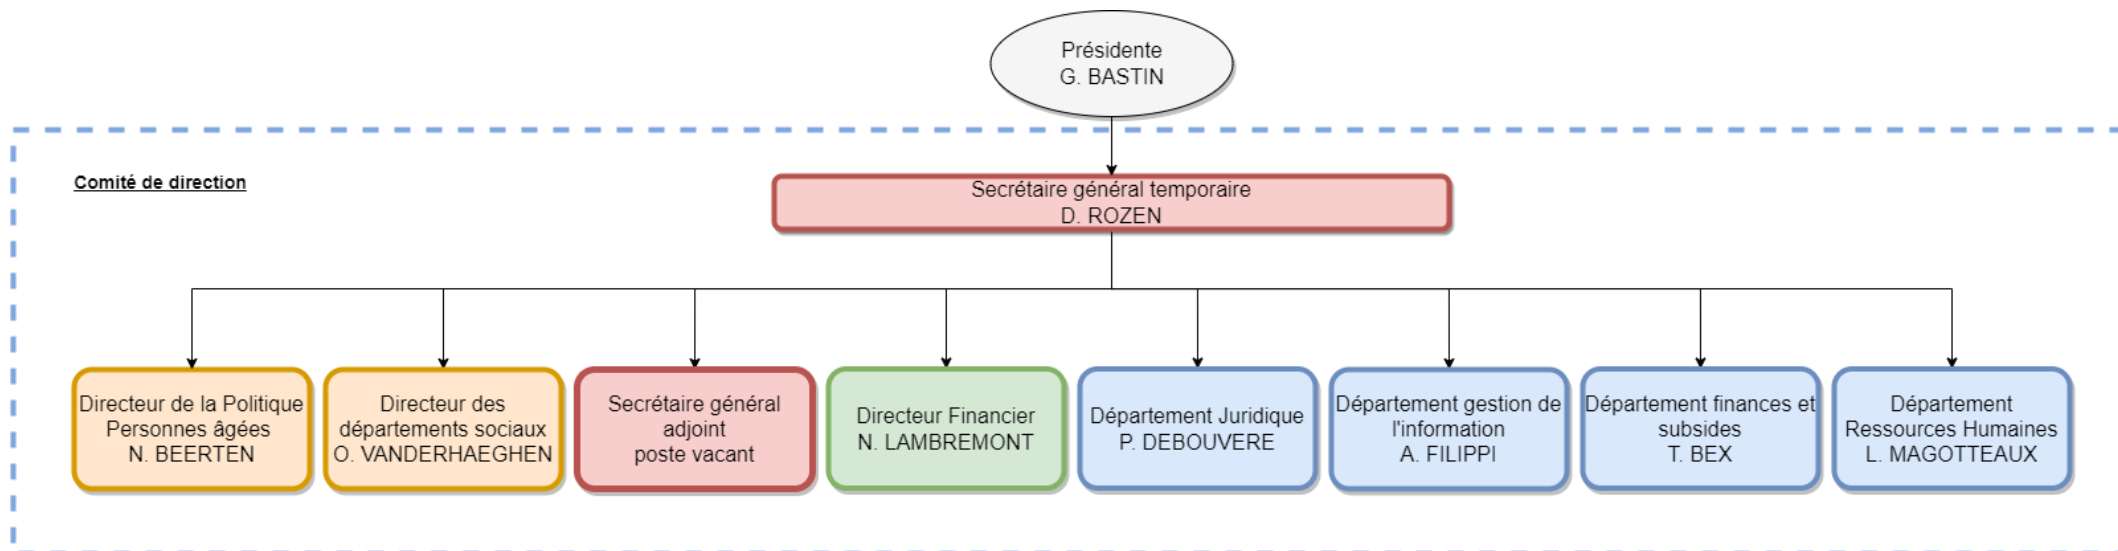 Présidente
G. BASTIN
Comité de direction
Secrétaire général temporaire
D. ROZEN
Directeur de la Politique
Personnes âgées
N. BEERTEN
Directeur des
départements sociaux
O. VANDERHAEGHEN
Secrétaire général
adjoint
poste vacant
Directeur Financier
N. LAMBREMONT
Département Juridique
P. DEBOUVERE
Département gestion de
l'information
A. FILIPPI
Département finances et
subsides
T. BEX
Département
Ressources Humaines
L. MAGOTTEAUX